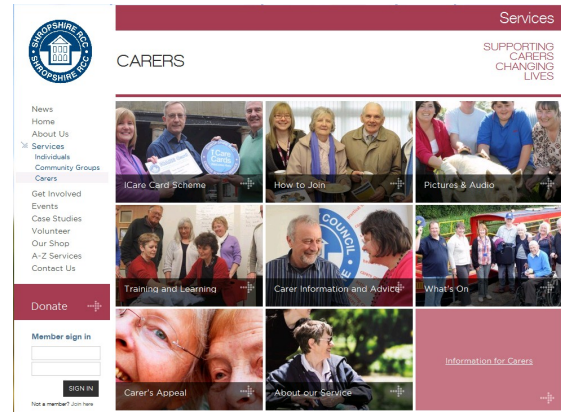 Services
SHROPSHIRE RCC
SHROPSHIRE RCC
CARERS
SUPPORTING
CARERS
CHANGING
LIVES
News
Home
About Us
Services
Individuals
Community Groups
Carers
Get Involved
Events
Case Studies
Volunteer
Our Shop
A-Z Services
Contact Us
Donate
Member sign in
SIGN IN
Not a member? Join here
I Care
Cards
ICare Card Scheme
How to Join
Pictures & Audio
Training and Learning
COUNCIL
Carer Information and Advice
What's On
Carer's Appeal
About our Service
Information for Carers